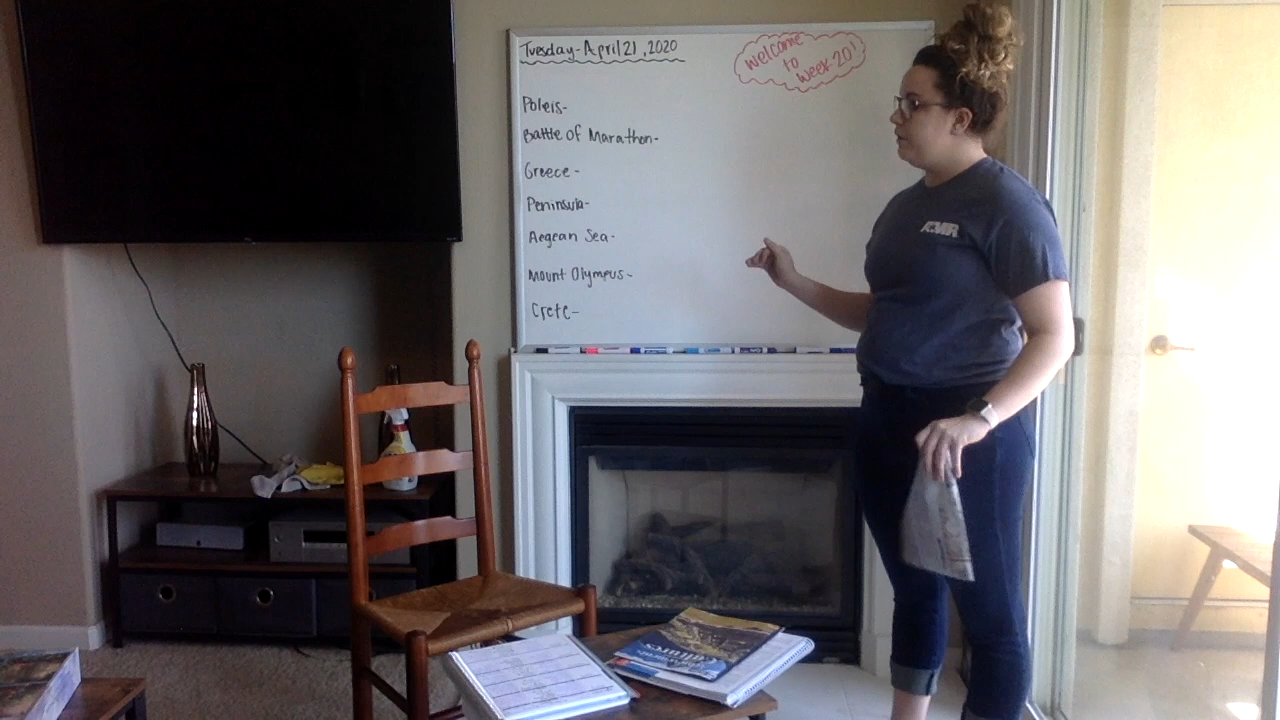 Tuesday-April 21, 2020
Welcome
to
week 20!
Poleis-
Battle of Marathon-
Greece-
Peninsula-
Aegean Sea-
Mount Olympus-
Crete-
Cultures